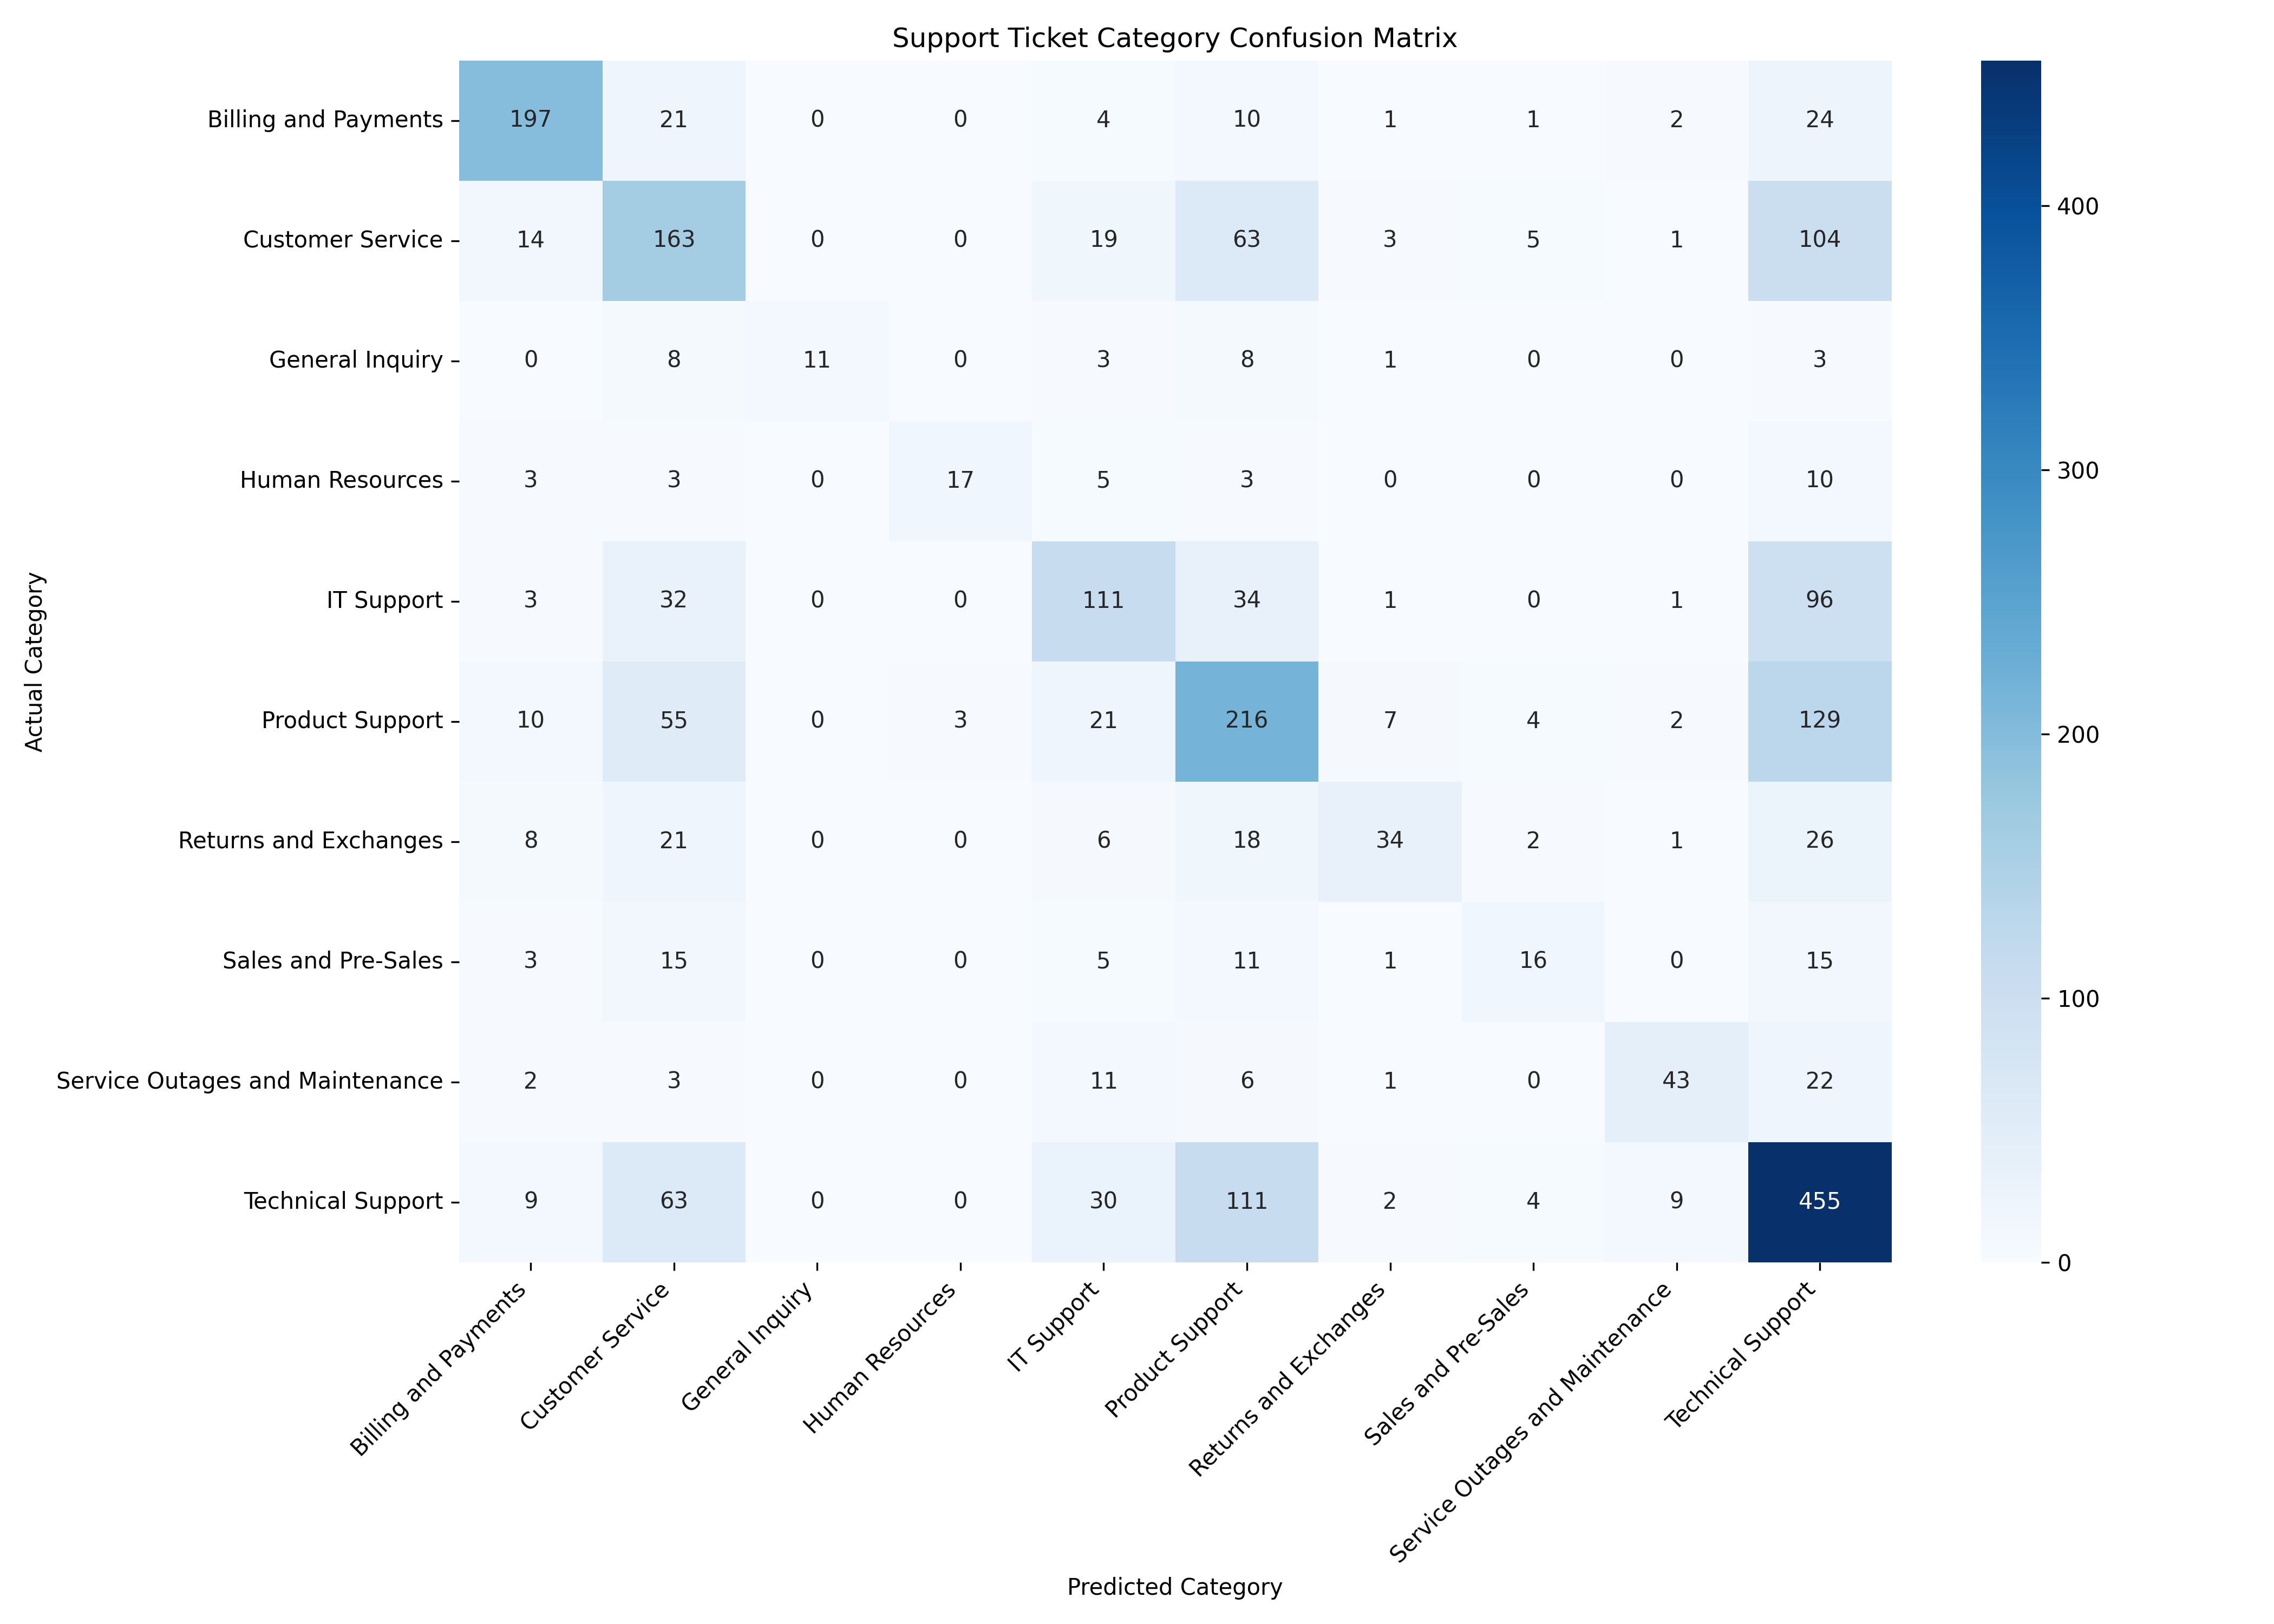 Support Ticket Category Confusion Matrix
Billing and Payments 197 21 0 0 4 10 1 1 2 24
Customer Service 14 163 0 0 19 63 3 5 1 104
General Inquiry 0 8 11 0 3 8 1 0 0 3
Human Resources 3 3 0 17 5 3 0 0 0 10
IT Support 3 32 0 0 111 34 1 0 1 96
Product Support 10 55 0 3 21 216 7 4 2 129
Returns and Exchanges 8 21 0 0 6 18 34 2 1 26
Sales and Pre-Sales 3 15 0 0 5 11 1 16 0 15
Service Outages and Maintenance 2 3 0 0 11 6 1 0 43 22
Technical Support 9 63 0 0 30 111 2 4 9 455
Actual Category
Billing and Payments
Customer Service
General Inquiry
Human Resources
IT Support
Product Support
Returns and Exchanges
Sales and Pre-Sales
Service Outages and Maintenance
Technical Support
Predicted Category
400
300
200
100
0